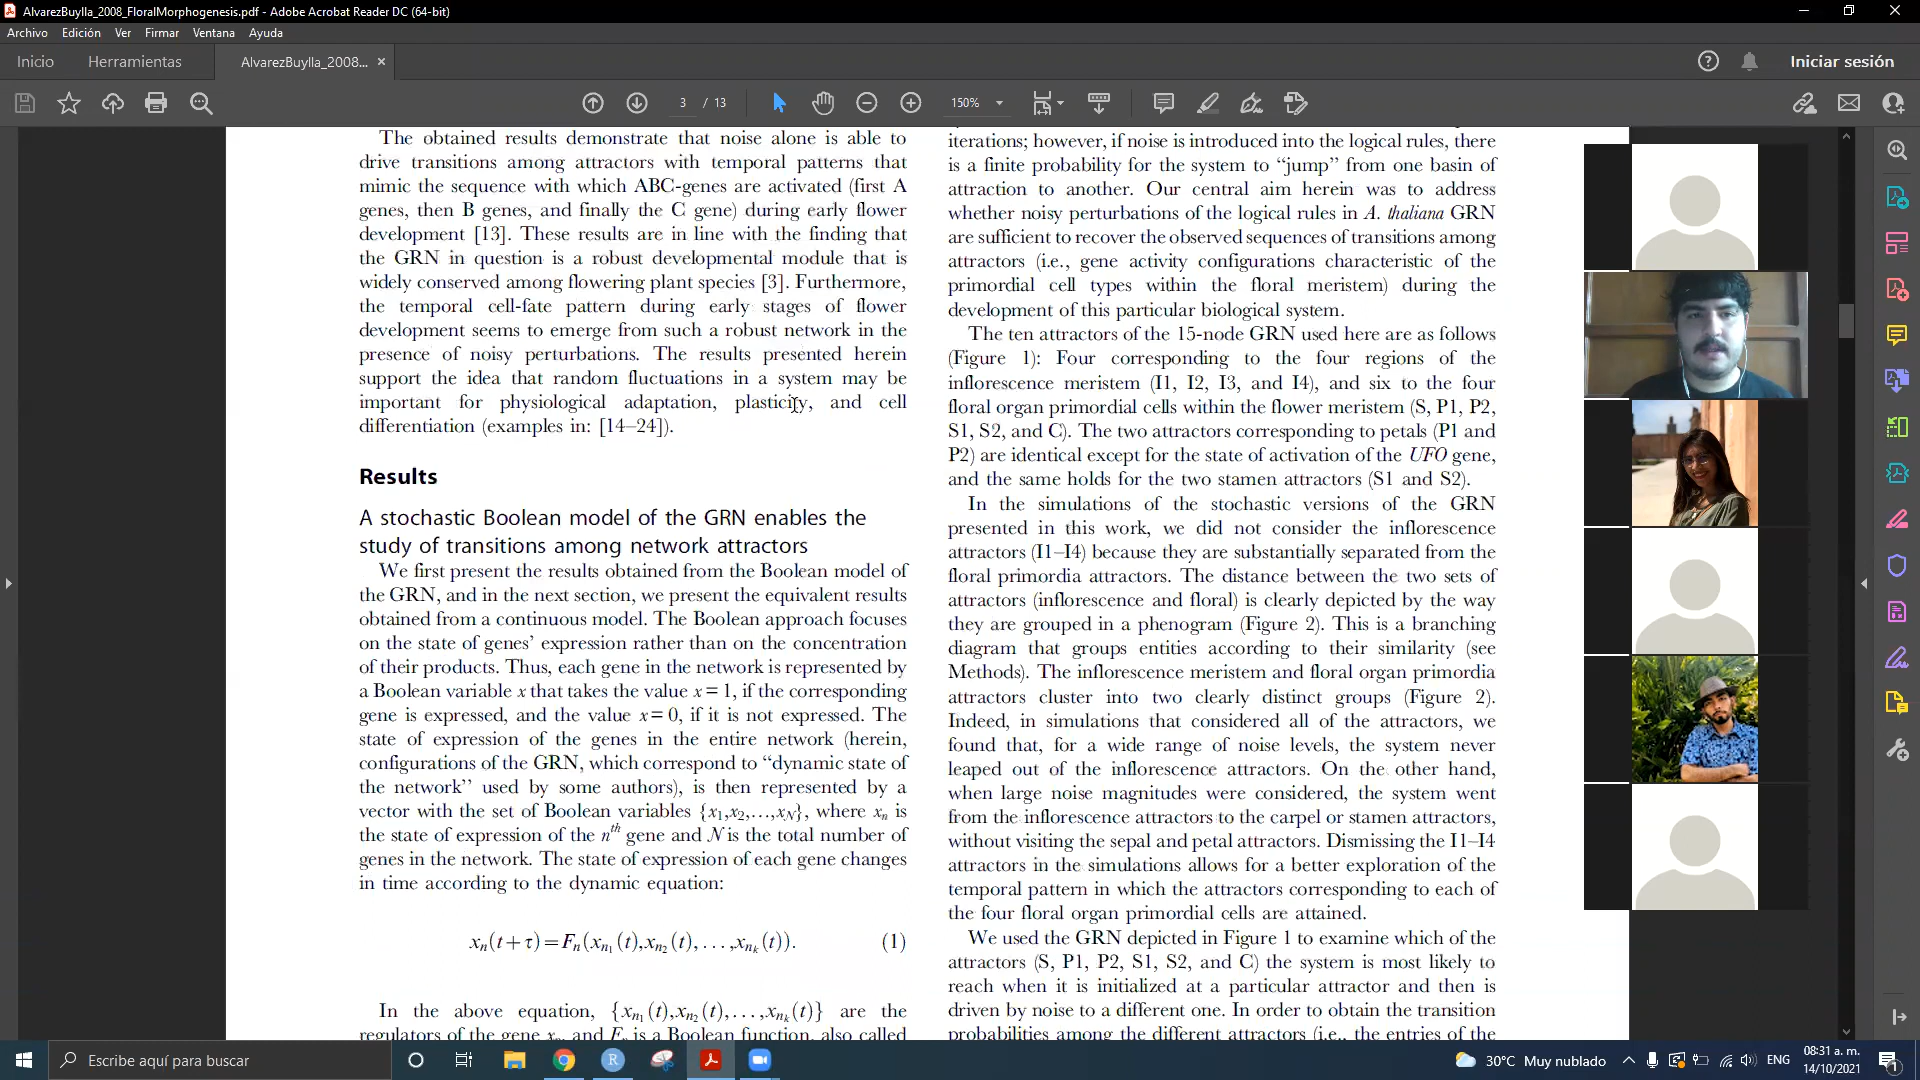 AlvarezBuylla_2008_FloralMorphogenesis.pdf - Adobe Acrobat Reader DC (64-bit)
Archivo Edición Ver Firmar Ventana Ayuda
Inicio Herramientas AlvarezBuylla_2008... × Iniciar sesión
3 / 13 150%
The obtained results demonstrate that noise alone is able to
drive transitions among attractors with temporal patterns that
mimic the sequence with which ABC-genes are activated (first A
genes, then B genes, and finally the C gene) during early flower
development [13]. These results are in line with the finding that
the GRN in question is a robust developmental module that is
widely conserved among flowering plant species [3]. Furthermore,
the temporal cell-fate pattern during early stages of flower
development seems to emerge from such a robust network in the
presence of noisy perturbations. The results presented herein
support the idea that random fluctuations in a system may be
important for physiological adaptation, plasticity, and cell
differentiation (examples in: [14–24]).
Results
A stochastic Boolean model of the GRN enables the
study of transitions among network attractors
We first present the results obtained from the Boolean model of
the GRN, and in the next section, we present the equivalent results
obtained from a continuous model. The Boolean approach focuses
on the state of genes’ expression rather than on the concentration
of their products. Thus, each gene in the network is represented by
a Boolean variable x that takes the value x = 1, if the corresponding
gene is expressed, and the value x = 0, if it is not expressed. The
state of expression of the genes in the entire network (herein,
configurations of the GRN, which correspond to “dynamic state of
the network” used by some authors), is then represented by a
vector with the set of Boolean variables {x1,x2,...,xN}, where xn is
the state of expression of the nth gene and N is the total number of
genes in the network. The state of expression of each gene changes
in time according to the dynamic equation:
xn(t+τ)=Fn(xn1(t),xn2(t),...,xnk(t)). (1)
In the above equation, {xn1(t),xn2(t),...,xnk(t)} are the
regulators of the gene xn, and Fn is a Boolean function, also called
iterations; however, if noise is introduced into the logical rules, there
is a finite probability for the system to “jump” from one basin of
attraction to another. Our central aim herein was to address
whether noisy perturbations of the logical rules in A. thaliana GRN
are sufficient to recover the observed sequences of transitions among
attractors (i.e., gene activity configurations characteristic of the
primordial cell types within the floral meristem) during the
development of this particular biological system.
The ten attractors of the 15-node GRN used here are as follows
(Figure 1): Four corresponding to the four regions of the
inflorescence meristem (I1, I2, I3, and I4), and six to the four
floral organ primordial cells within the flower meristem (S, P1, P2,
S1, S2, and C). The two attractors corresponding to petals (P1 and
P2) are identical except for the state of activation of the UFO gene,
and the same holds for the two stamen attractors (S1 and S2).
In the simulations of the stochastic versions of the GRN
presented in this work, we did not consider the inflorescence
attractors (I1–I4) because they are substantially separated from the
floral primordia attractors. The distance between the two sets of
attractors (inflorescence and floral) is clearly depicted by the way
they are grouped in a phenogram (Figure 2). This is a branching
diagram that groups entities according to their similarity (see
Methods). The inflorescence meristem and floral organ primordia
attractors cluster into two clearly distinct groups (Figure 2).
Indeed, in simulations that considered all of the attractors, we
found that, for a wide range of noise levels, the system never
leaped out of the inflorescence attractors. On the other hand,
when large noise magnitudes were considered, the system went
from the inflorescence attractors to the carpel or stamen attractors,
without visiting the sepal and petal attractors. Dismissing the I1–I4
attractors in the simulations allows for a better exploration of the
temporal pattern in which the attractors corresponding to each of
the four floral organ primordial cells are attained.
We used the GRN depicted in Figure 1 to examine which of the
attractors (S, P1, P2, S1, S2, and C) the system is most likely to
reach when it is initialized at a particular attractor and then is
driven by noise to a different one. In order to obtain the transition
probabilities among the different attractors (i.e., the entries of the
Escribe aquí para buscar
30°C Muy nublado ENG 08:31 a. m.
14/10/2021